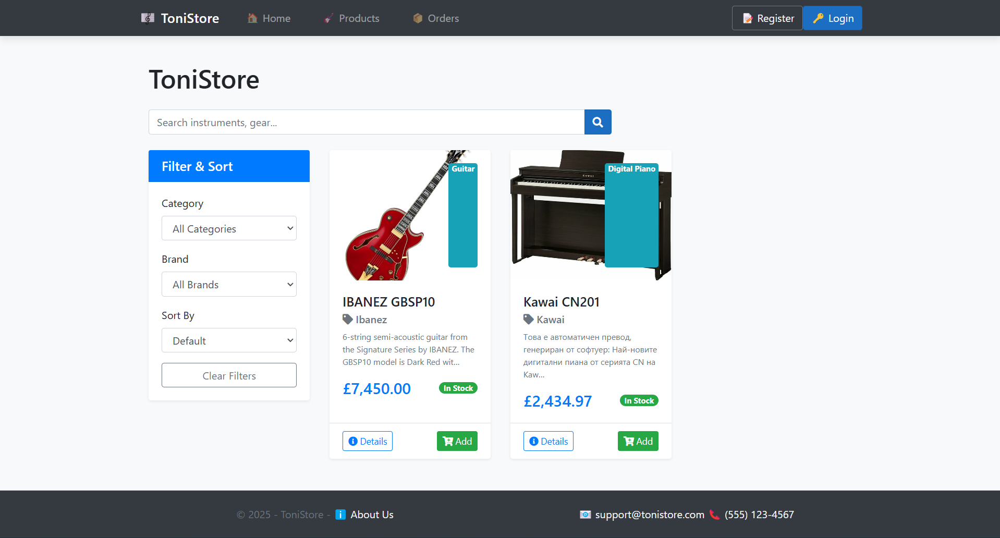 ToniStore
Home
Products
Orders
Register
Login
ToniStore
Search instruments, gear...
Filter & Sort
Category
All Categories
Brand
All Brands
Sort By
Default
Clear Filters
Guitar
IBANEZ GBSP10
Ibanez
6-string semi-acoustic guitar from
the Signature Series by IBANEZ. The
GBSP10 model is Dark Red wit...
£7,450.00
In Stock
Details
Add
KAWAI
Digital Piano
Kawai CN201
Kawai
Това е автоматичен превод,
генериран от софтуер: Най-новите
дигитални пиана от серията CN на
Kaw...
£2,434.97
In Stock
Details
Add
© 2025 - ToniStore - About Us
support@tonistore.com (555) 123-4567